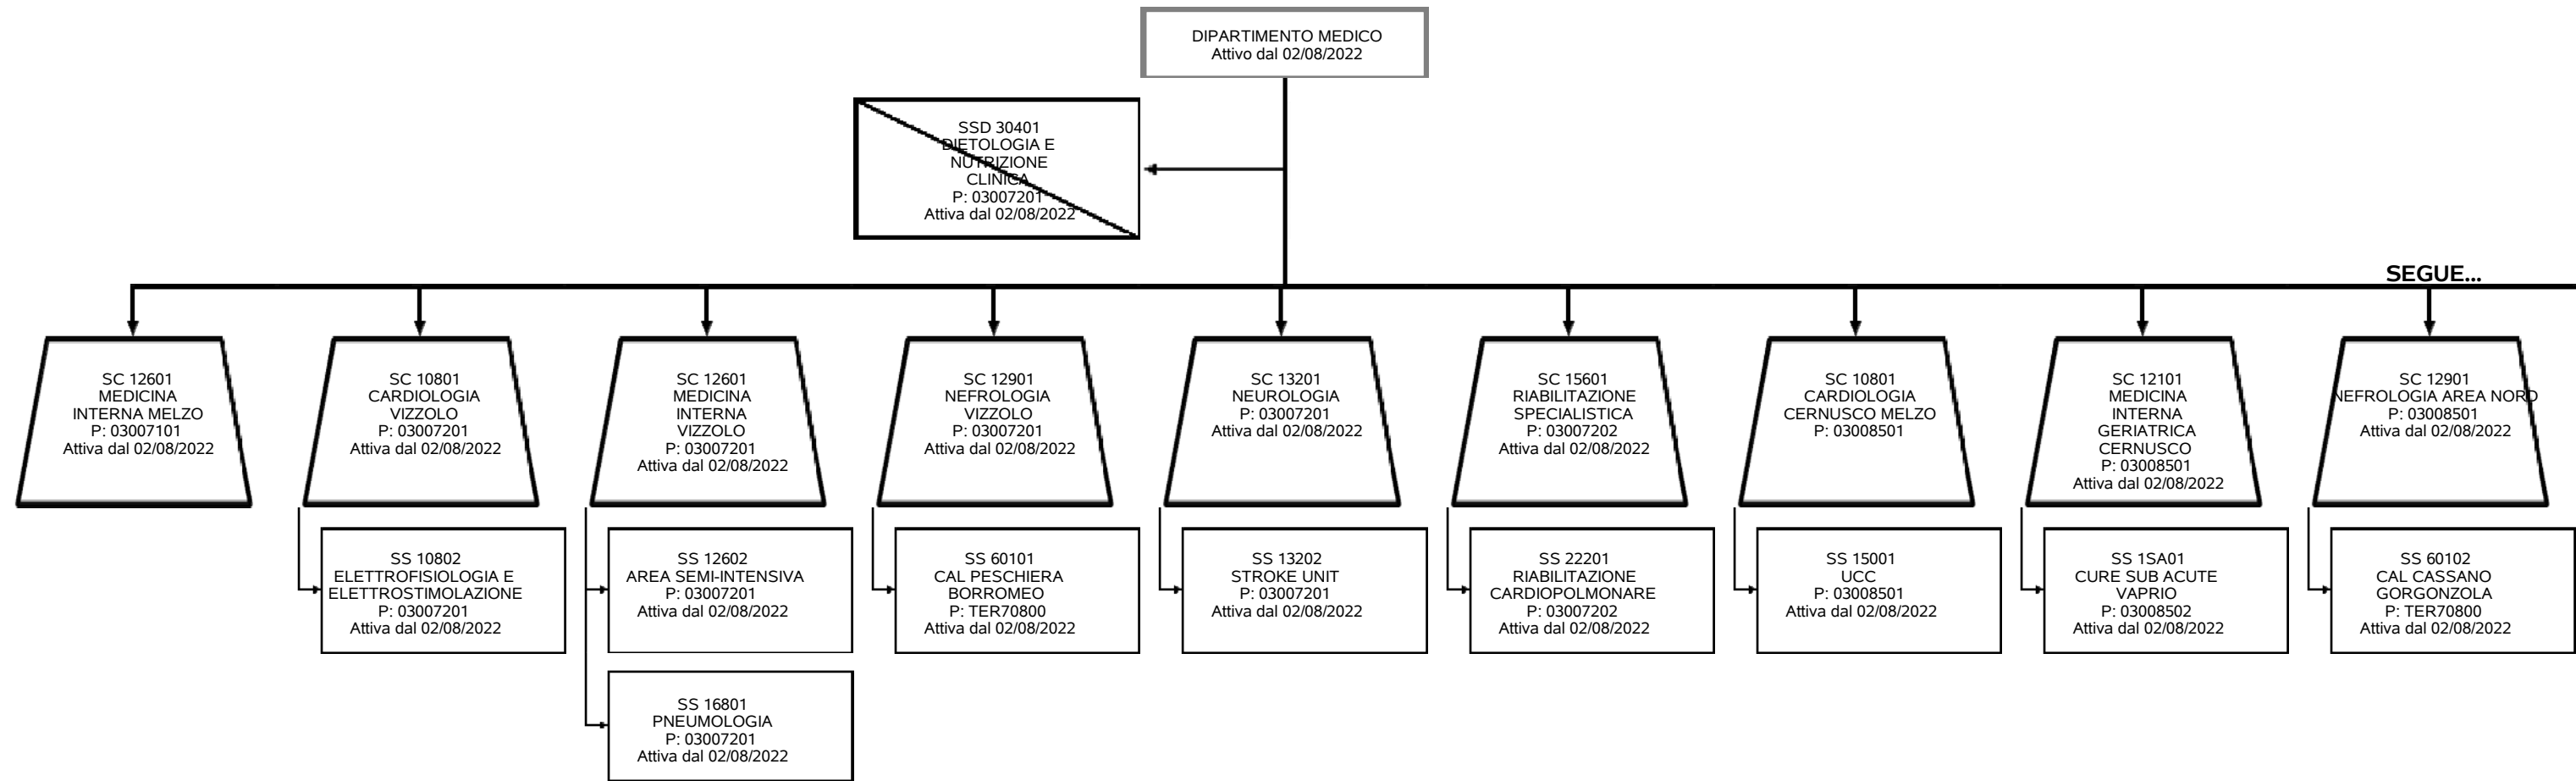 DIPARTIMENTO MEDICO
Attivo dal 02/08/2022
SSD 30401
DIETOLOGIA E
NUTRIZIONE
CLINICA
P: 03007201
Attiva dal 02/08/2022
SEGUE...
SC 12601
MEDICINA
INTERNA MELZO
P: 03007101
Attiva dal 02/08/2022
SC 10801
CARDIOLOGIA
VIZZOLO
P: 03007201
Attiva dal 02/08/2022
SC 12601
MEDICINA
INTERNA
VIZZOLO
P: 03007201
Attiva dal 02/08/2022
SC 12901
NEFROLOGIA
VIZZOLO
P: 03007201
Attiva dal 02/08/2022
SC 13201
NEUROLOGIA
P: 03007201
Attiva dal 02/08/2022
SC 15601
RIABILITAZIONE
SPECIALISTICA
P: 03007202
Attiva dal 02/08/2022
SC 10801
CARDIOLOGIA
CERNUSCO MELZO
P: 03008501
SC 12101
MEDICINA
INTERNA
GERIATRICA
CERNUSCO
P: 03008501
Attiva dal 02/08/2022
SC 12901
NEFROLOGIA AREA NORD
P: 03008501
Attiva dal 02/08/2022
SS 10802
ELETTROFISIOLOGIA E
ELETTROSTIMOLAZIONE
P: 03007201
Attiva dal 02/08/2022
SS 12602
AREA SEMI-INTENSIVA
P: 03007201
Attiva dal 02/08/2022
SS 60101
CAL PESCHIERA
BORROMEO
P: TER70800
Attiva dal 02/08/2022
SS 13202
STROKE UNIT
P: 03007201
Attiva dal 02/08/2022
SS 22201
RIABILITAZIONE
CARDIOPOLMONARE
P: 03007202
Attiva dal 02/08/2022
SS 15001
UCC
P: 03008501
Attiva dal 02/08/2022
SS 1SA01
CURE SUB ACUTE
VAPRIO
P: 03008502
Attiva dal 02/08/2022
SS 60102
CAL CASSANO
GORGONZOLA
P: TER70800
Attiva dal 02/08/2022
SS 16801
PNEUMOLOGIA
P: 03007201
Attiva dal 02/08/2022